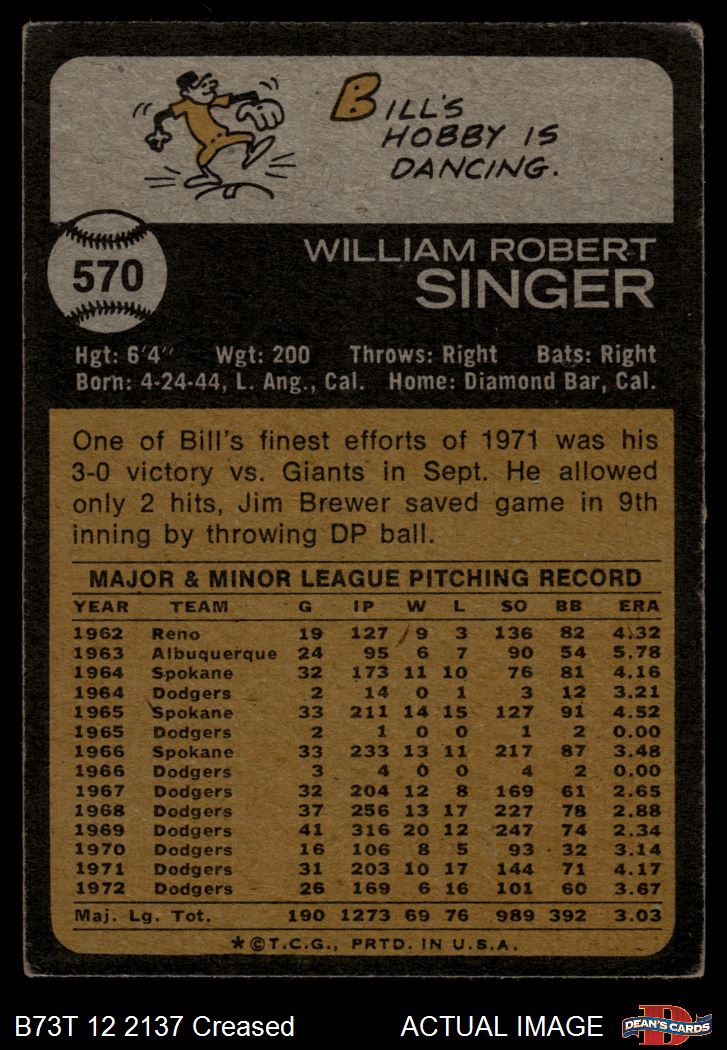 BILL'S
HOBBY IS
DANCING.
570
WILLIAM ROBERT
SINGER
Hgt: 6'4" Wgt: 200 Throws: Right Bats: Right
Born: 4-24-44, L. Ang., Cal. Home: Diamond Bar, Cal.
One of Bill's finest efforts of 1971 was his
3-0 victory vs. Giants in Sept. He allowed
only 2 hits, Jim Brewer saved game in 9th
inning by throwing DP ball.
MAJOR & MINOR LEAGUE PITCHING RECORD
YEAR TEAM G IP W L SO BB ERA
1962 Reno 19 127 9 3 136 82 4.32
1963 Albuquerque 24 95 6 7 90 54 5.78
1964 Spokane 32 173 11 10 76 81 4.16
1964 Dodgers 2 14 0 1 3 12 3.21
1965 Spokane 33 211 14 15 127 91 4.52
1965 Dodgers 2 1 0 0 1 2 0.00
1966 Spokane 33 233 13 11 217 87 3.48
1966 Dodgers 3 4 0 0 4 2 0.00
1967 Dodgers 32 204 12 8 169 61 2.65
1968 Dodgers 37 256 13 17 227 78 2.88
1969 Dodgers 41 316 20 12 247 74 2.34
1970 Dodgers 16 106 8 5 93 32 3.14
1971 Dodgers 31 203 10 17 144 71 4.17
1972 Dodgers 26 169 6 16 101 60 3.67
Maj. Lg. Tot. 190 1273 69 76 989 392 3.03
*©T.C.G., PRTD. IN U.S.A.
B73T 12 2137 Creased ACTUAL IMAGE
DEAN'S CARDS